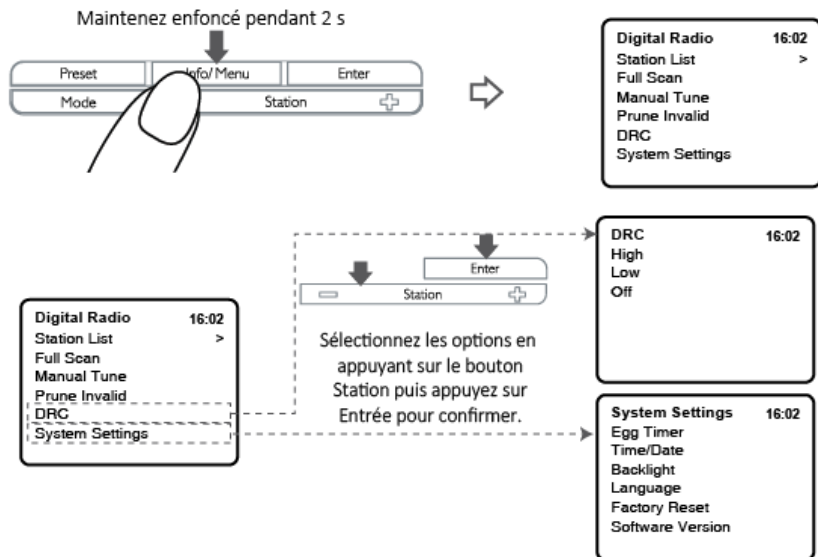 Maintenez enfoncé pendant 2 s
Preset Info/Menu Enter
Mode Station
Digital Radio 16:02
Station List >
Full Scan
Manual Tune
Prune Invalid
DRC
System Settings
Digital Radio 16:02
Station List >
Full Scan
Manual Tune
Prune Invalid
DRC
System Settings
Enter
Station
Sélectionnez les options en
appuyant sur le bouton
Station puis appuyez sur
Entrée pour confirmer.
DRC 16:02
High
Low
Off
System Settings 16:02
Egg Timer
Time/Date
Backlight
Language
Factory Reset
Software Version